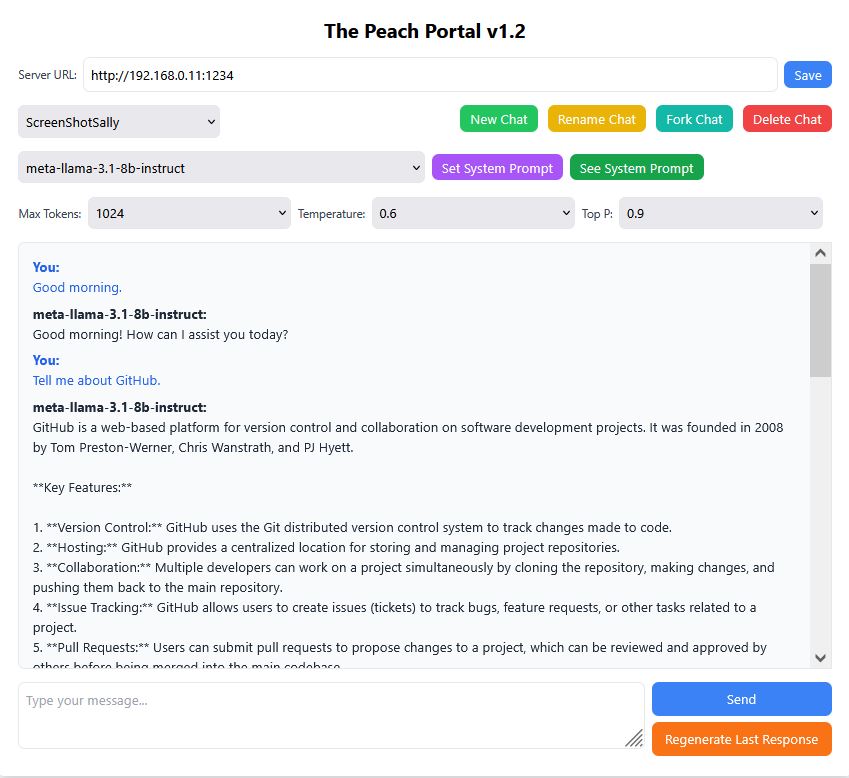 The Peach Portal v1.2
Server URL:
http://192.168.0.11:1234
Save
ScreenShotSally
New Chat
Rename Chat
Fork Chat
Delete Chat
meta-llama-3.1-8b-instruct
Set System Prompt
See System Prompt
Max Tokens:
1024
Temperature:
0.6
Top P:
0.9
You:
Good morning.
meta-llama-3.1-8b-instruct:
Good morning! How can I assist you today?
You:
Tell me about GitHub.
meta-llama-3.1-8b-instruct:
GitHub is a web-based platform for version control and collaboration on software development projects. It was founded in 2008
by Tom Preston-Werner, Chris Wanstrath, and PJ Hyett.
**Key Features:**
1. **Version Control:** GitHub uses the Git distributed version control system to track changes made to code.
2. **Hosting:** GitHub provides a centralized location for storing and managing project repositories.
3. **Collaboration:** Multiple developers can work on a project simultaneously by cloning the repository, making changes, and
pushing them back to the main repository.
4. **Issue Tracking:** GitHub allows users to create issues (tickets) to track bugs, feature requests, or other tasks related to a
project.
5. **Pull Requests:** Users can submit pull requests to propose changes to a project, which can be reviewed and approved by
others before being merged into the main codebase.
Type your message...
Send
Regenerate Last Response